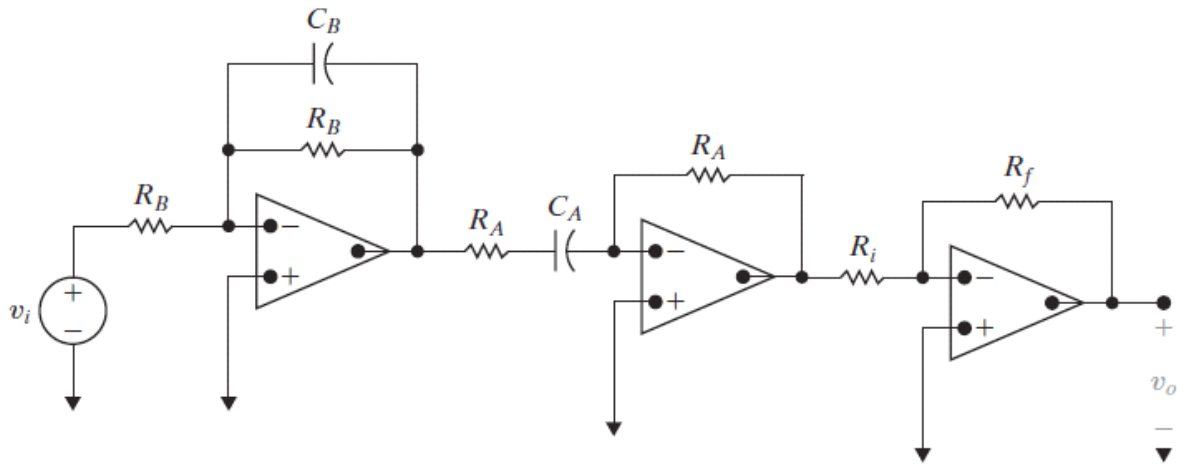 C_B
R_B
R_A
R_f
R_B
−
R_A
C_A
−
R_i
−
+
+
+
v_i
+
−
+
v_o
−